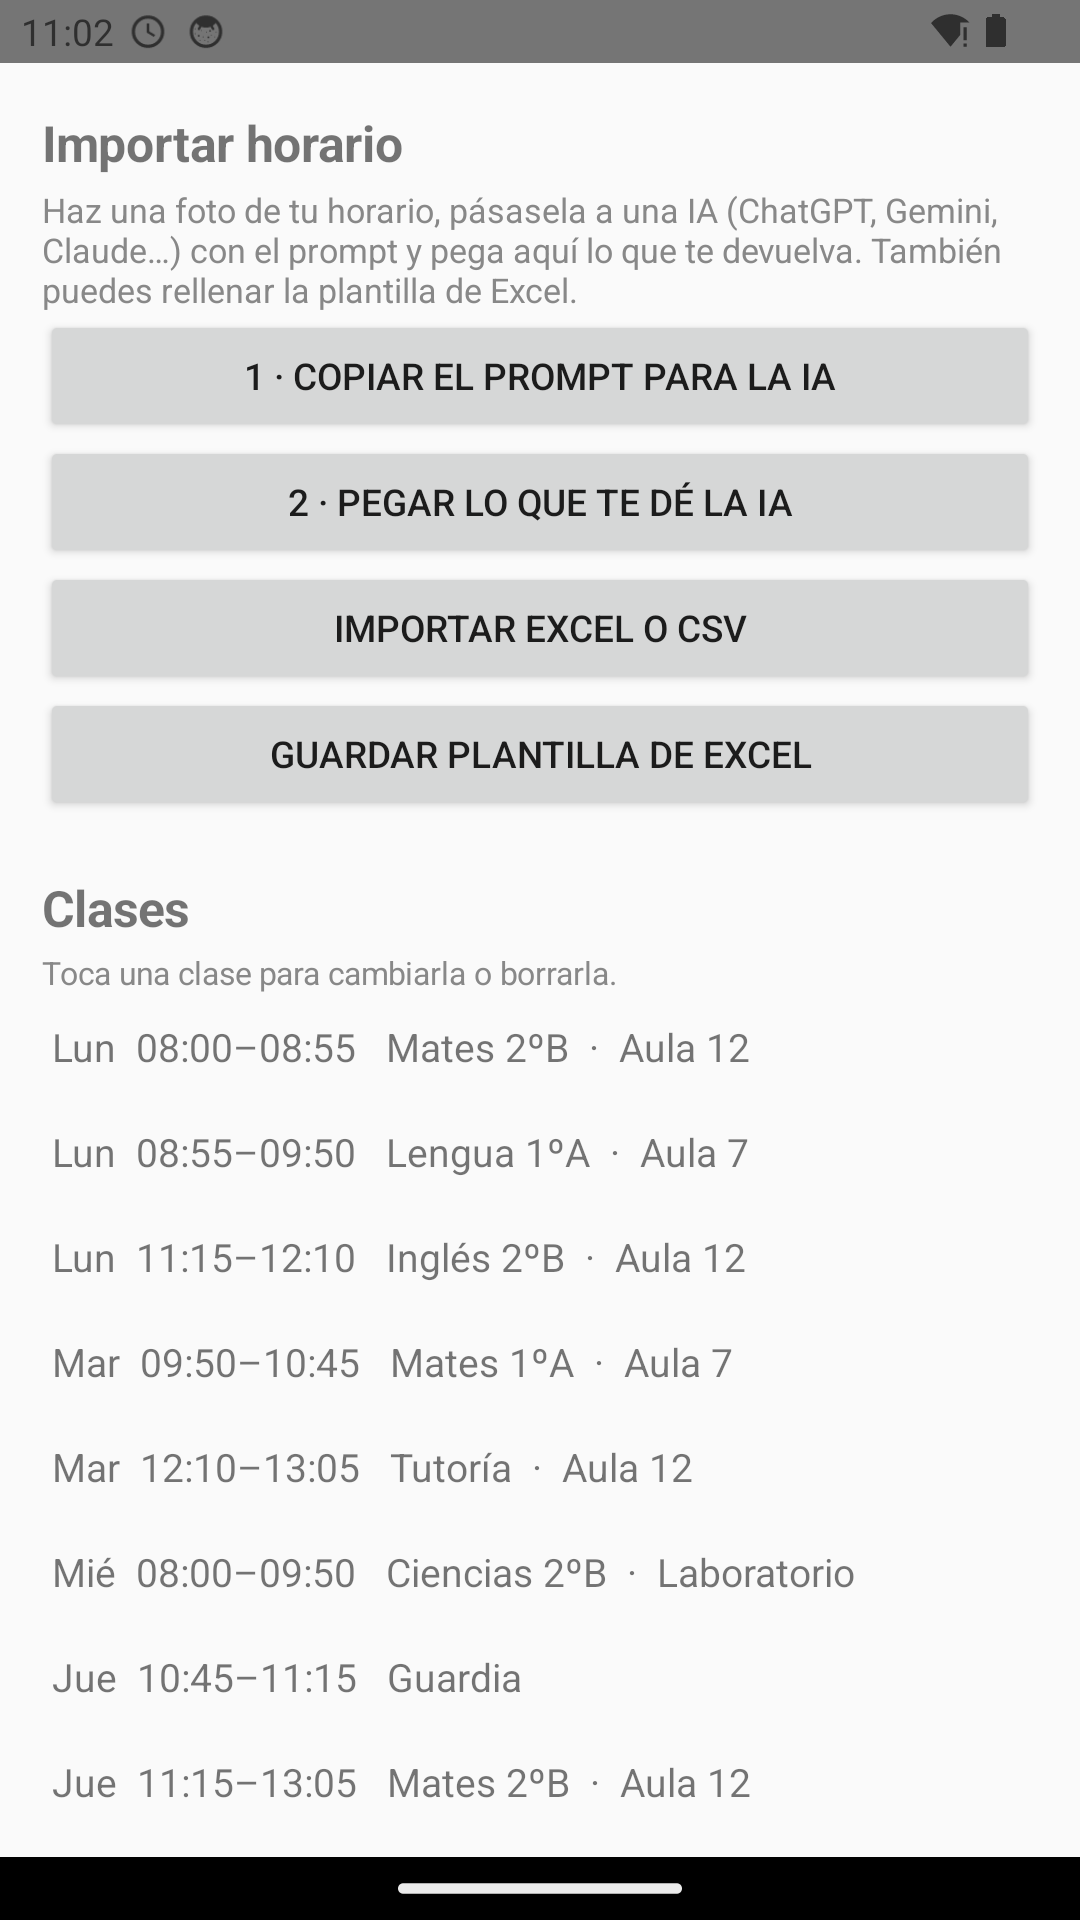 11:02
Importar horario
Haz una foto de tu horario, pásasela a una IA (ChatGPT, Gemini,
Claude…) con el prompt y pega aquí lo que te devuelva. También
puedes rellenar la plantilla de Excel.
1 · COPIAR EL PROMPT PARA LA IA
2 · PEGAR LO QUE TE DÉ LA IA
IMPORTAR EXCEL O CSV
GUARDAR PLANTILLA DE EXCEL
Clases
Toca una clase para cambiarla o borrarla.
Lun 08:00–08:55 Mates 2ºB · Aula 12
Lun 08:55–09:50 Lengua 1ºA · Aula 7
Lun 11:15–12:10 Inglés 2ºB · Aula 12
Mar 09:50–10:45 Mates 1ºA · Aula 7
Mar 12:10–13:05 Tutoría · Aula 12
Mié 08:00–09:50 Ciencias 2ºB · Laboratorio
Jue 10:45–11:15 Guardia
Jue 11:15–13:05 Mates 2ºB · Aula 12